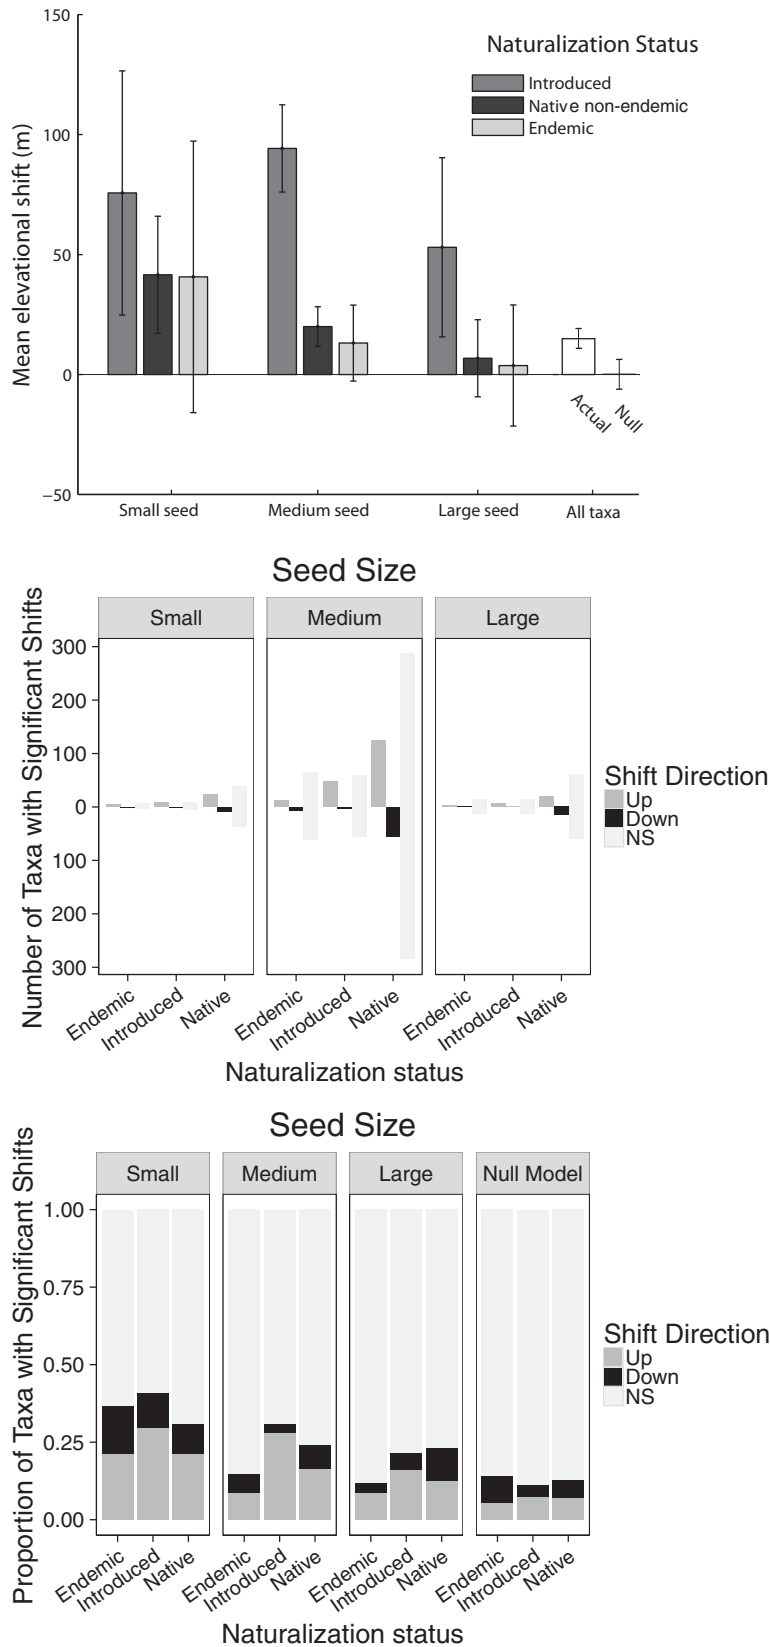 150
100
50
0
−50
Mean elevational shift (m)
Naturalization Status
Introduced
Native non-endemic
Endemic
Actual
Null
Small seed
Medium seed
Large seed
All taxa
Seed Size
Small
Medium
Large
300
200
100
0
100
200
300
Number of Taxa with Significant Shifts
Shift Direction
Up
Down
NS
Endemic
Introduced
Native
Endemic
Introduced
Native
Endemic
Introduced
Native
Naturalization status
Seed Size
Small
Medium
Large
Null Model
1.00
0.75
0.50
0.25
0.00
Proportion of Taxa with Significant Shifts
Shift Direction
Up
Down
NS
Endemic
Introduced
Native
Endemic
Introduced
Native
Endemic
Introduced
Native
Endemic
Introduced
Native
Naturalization status